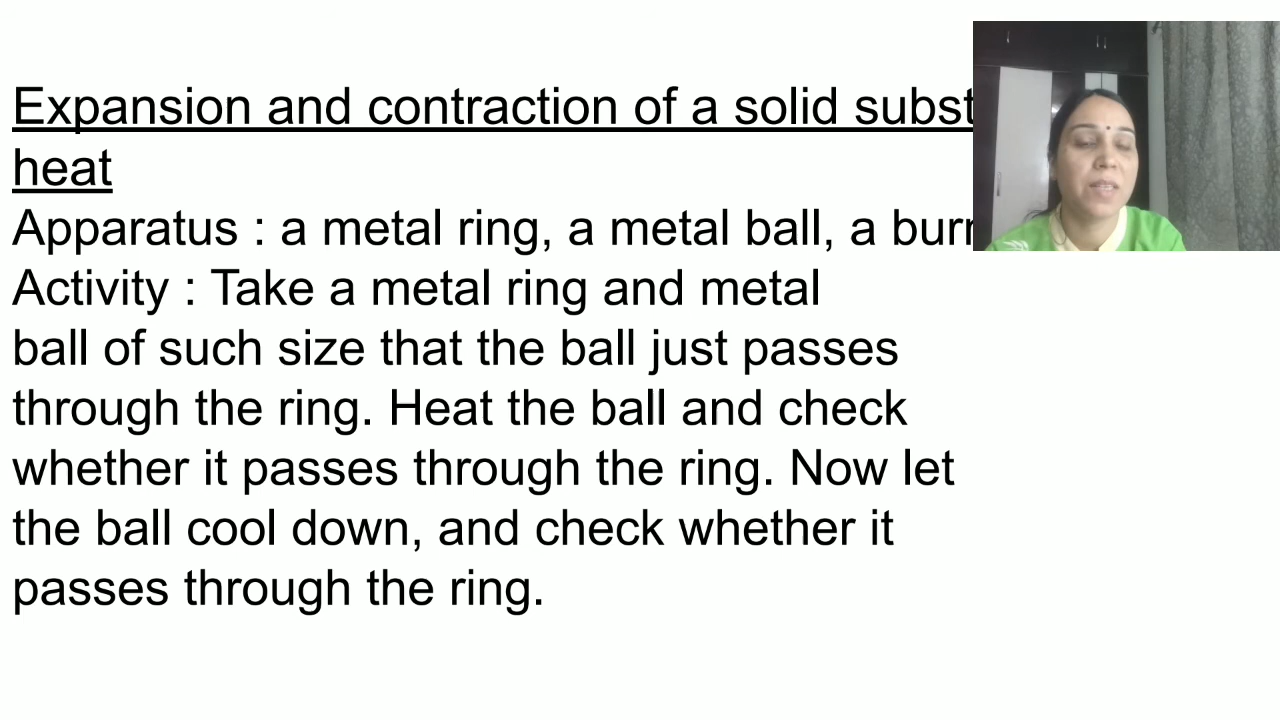 Expansion and contraction of a solid
heat
Apparatus : a metal ring, a metal ball, a
Activity : Take a metal ring and metal
ball of such size that the ball just passes
through the ring. Heat the ball and check
whether it passes through the ring. Now let
the ball cool down, and check whether it
passes through the ring.